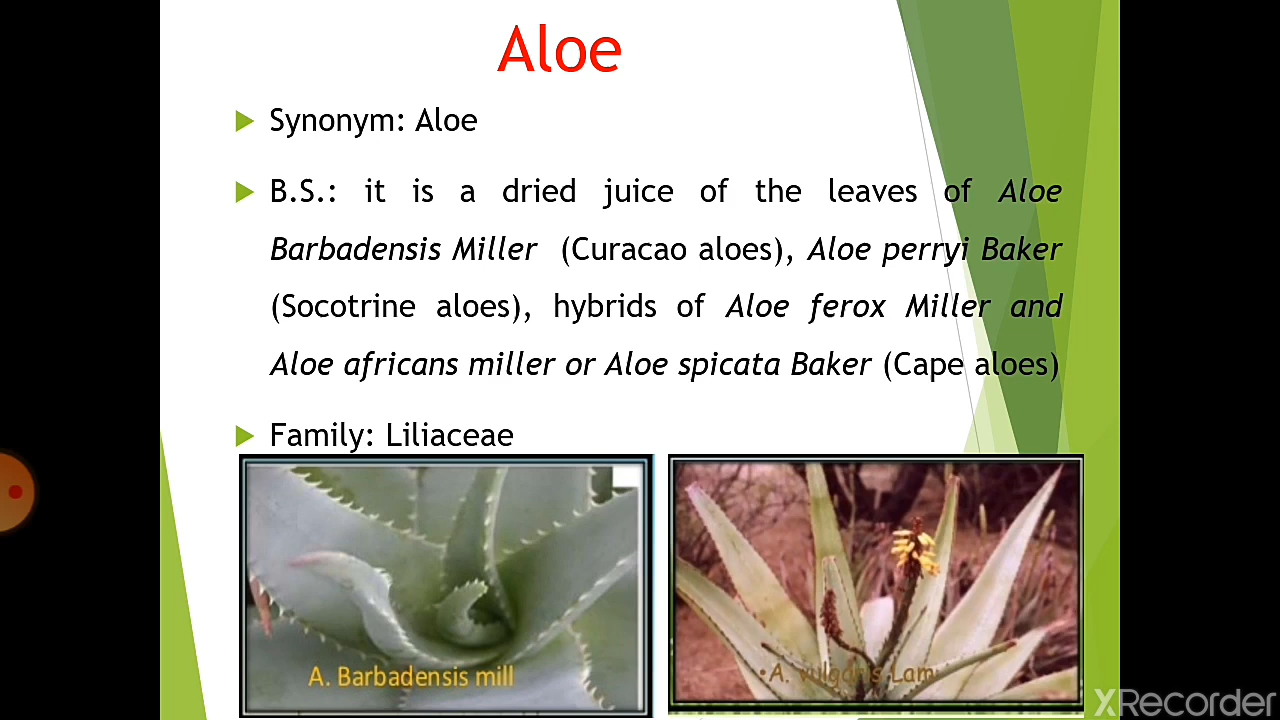 Aloe
Synonym: Aloe
B.S.: it is a dried juice of the leaves of Aloe
Barbadensis Miller (Curacao aloes), Aloe perryi Baker
(Socotrine aloes), hybrids of Aloe ferox Miller and
Aloe africans miller or Aloe spicata Baker (Cape aloes)
Family: Liliaceae
A. Barbadensis mill
•A. vulgaris Lam
XRecorder